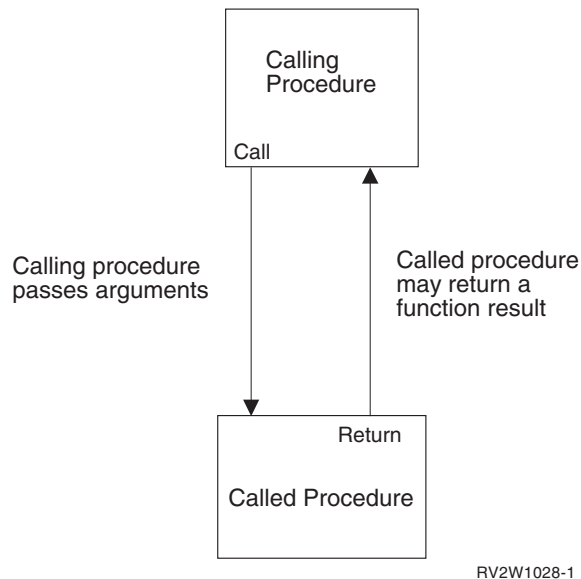 Calling
Procedure
Call
Calling procedure
passes arguments
Called procedure
may return a
function result
Return
Called Procedure
RV2W1028-1